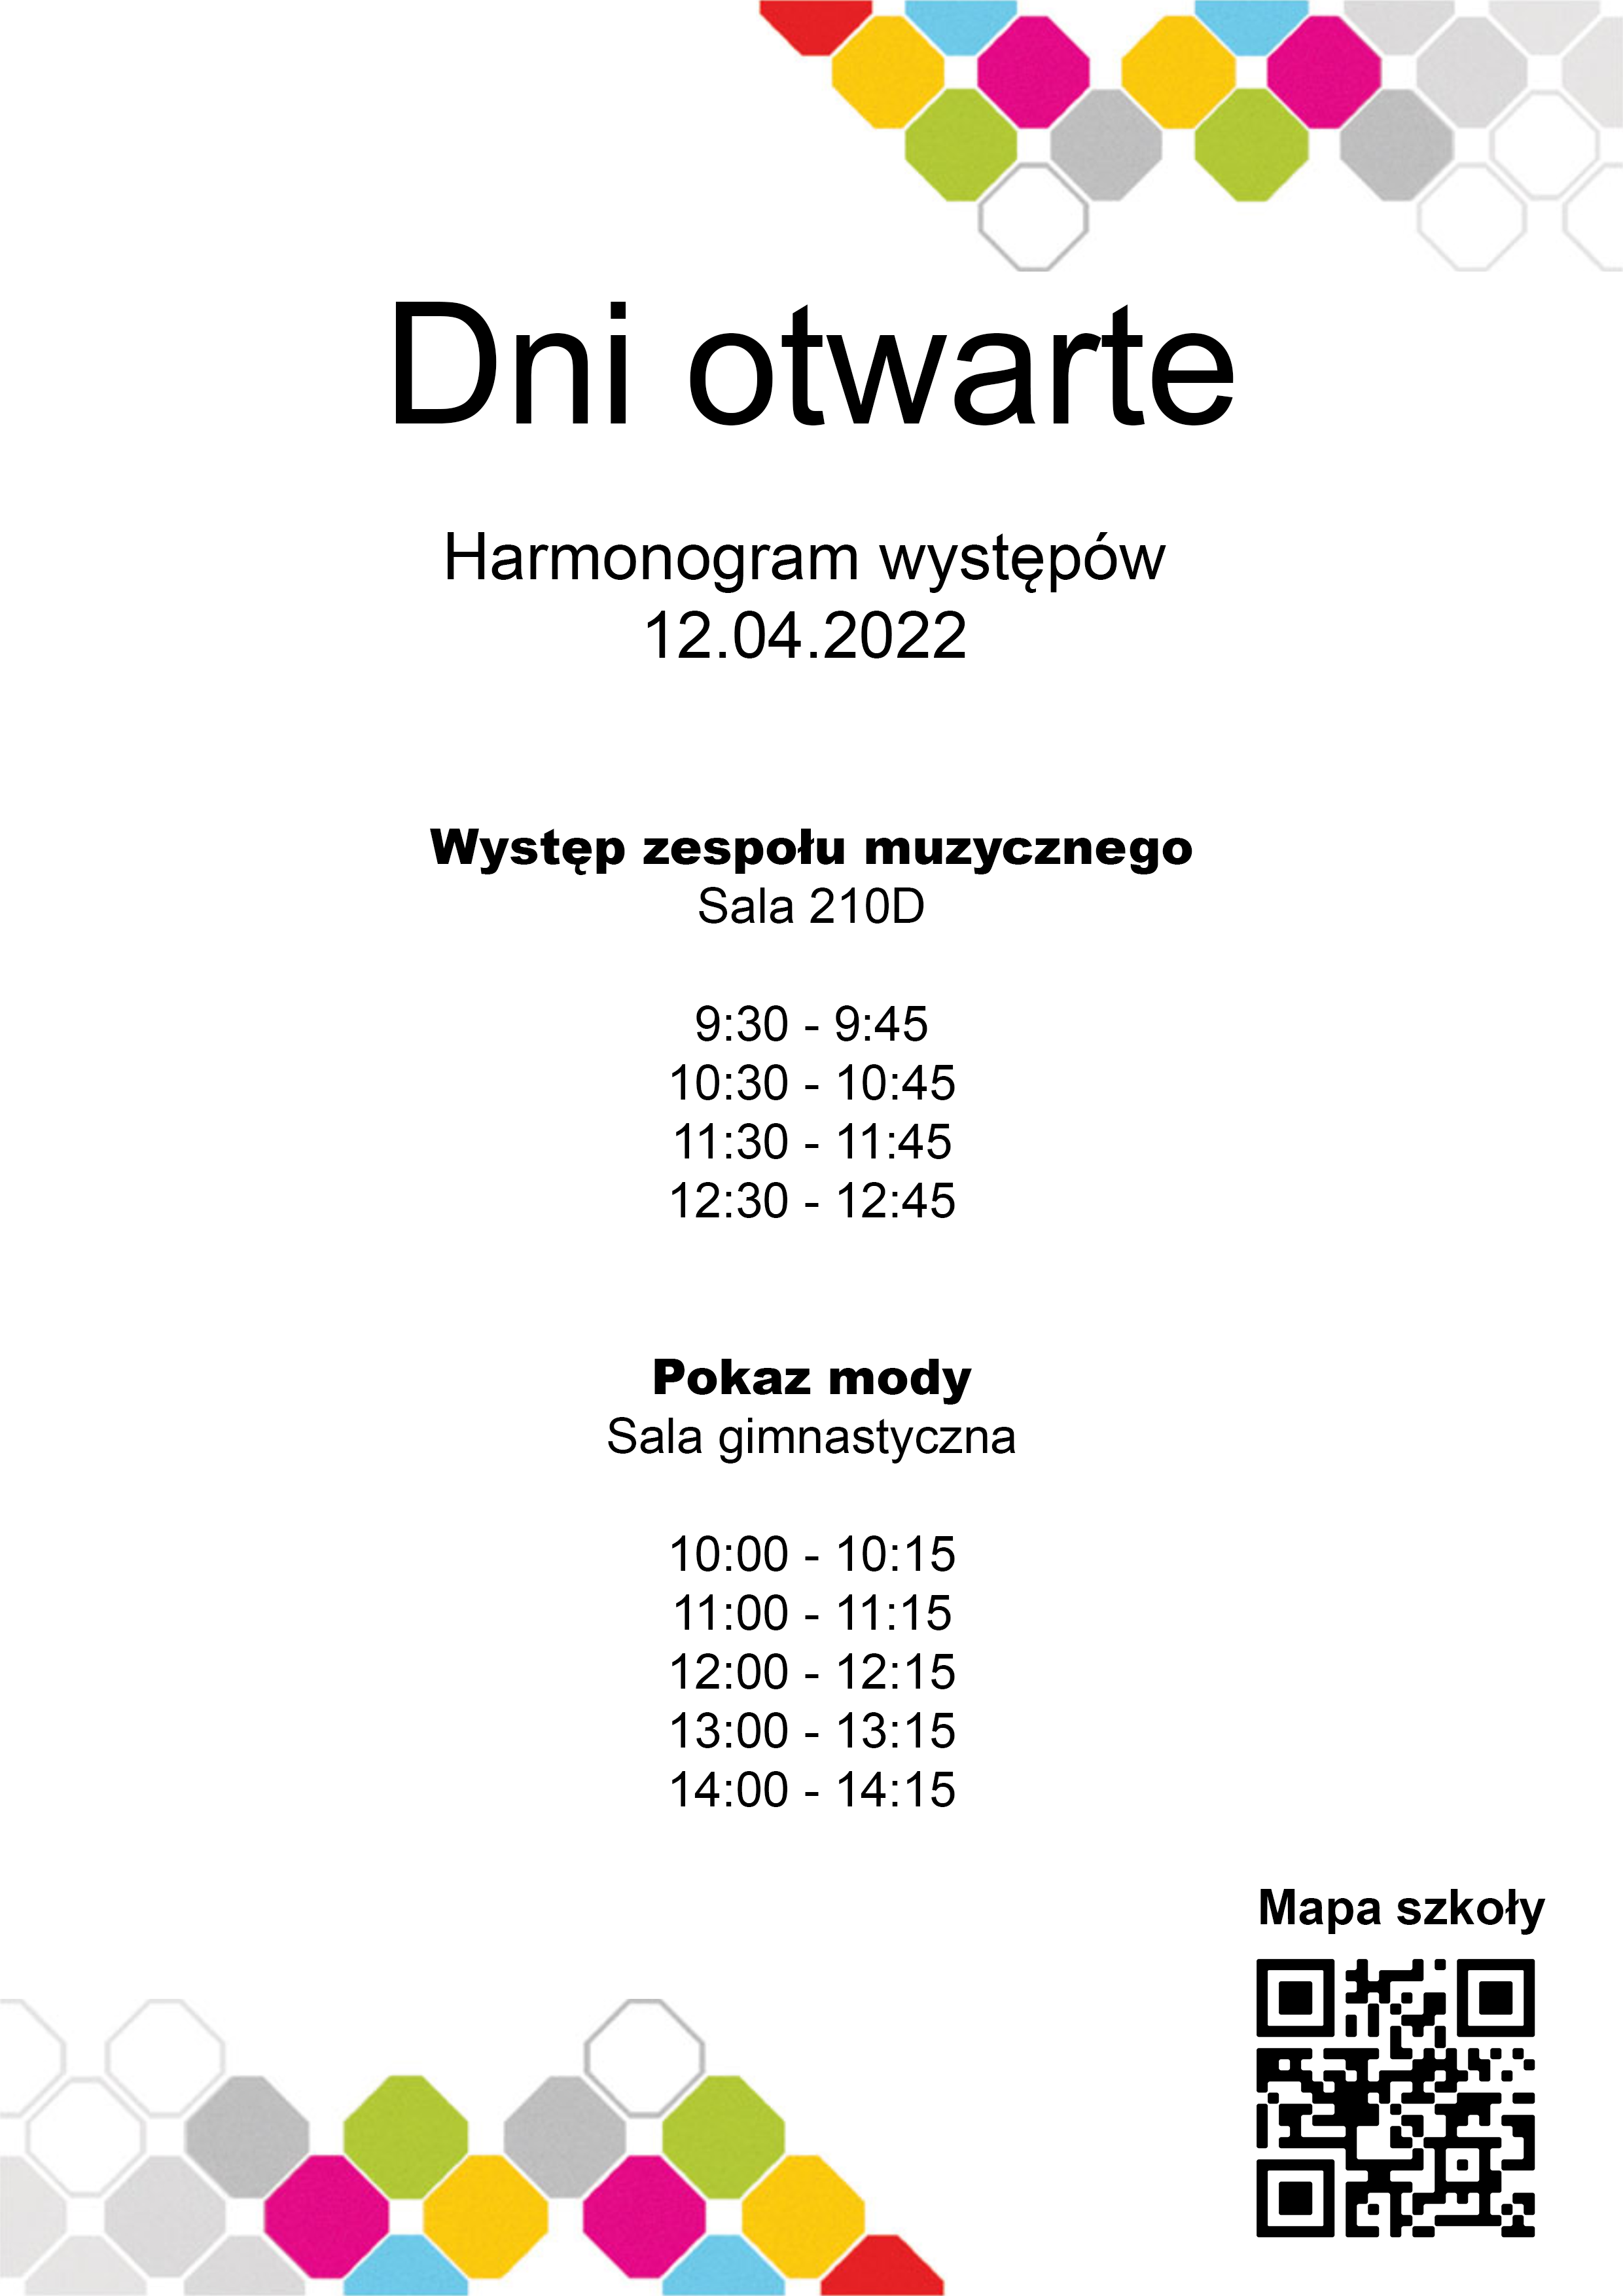 Dni otwarte
Harmonogram występów
12.04.2022
Występ zespołu muzycznego
Sala 210D
9:30 - 9:45
10:30 - 10:45
11:30 - 11:45
12:30 - 12:45
Pokaz mody
Sala gimnastyczna
10:00 - 10:15
11:00 - 11:15
12:00 - 12:15
13:00 - 13:15
14:00 - 14:15
Mapa szkoły